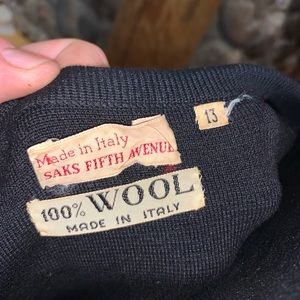 Made in Italy
SAKS FIFTH AVENUE
13
100% WOOL
MADE IN ITALY